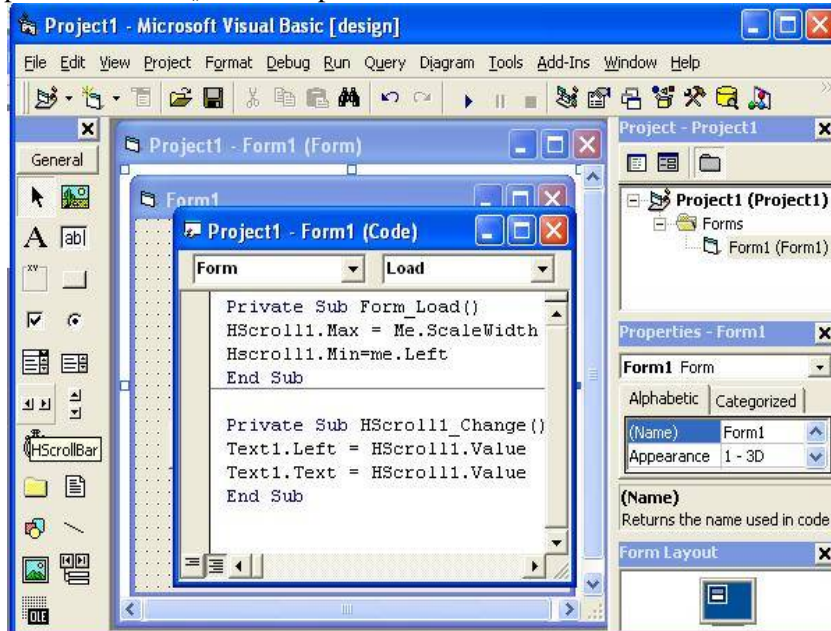 Project1 - Microsoft Visual Basic [design]
File Edit View Project Format Debug Run Query Diagram Tools Add-Ins Window Help
General
A ab|
XY
OLE
HScrollBar
Project1 - Form1 (Form)
Form1
Project1 - Form1 (Code)
Form Load
Private Sub Form_Load()
HScroll1.Max = Me.ScaleWidth
Hscroll1.Min=me.Left
End Sub
Private Sub HScroll1_Change()
Text1.Left = HScroll1.Value
Text1.Text = HScroll1.Value
End Sub
Project - Project1
Project1 (Project1)
Forms
Form1 (Form1)
Properties - Form1
Form1 Form
Alphabetic Categorized
(Name) Form1
Appearance 1 - 3D
(Name)
Returns the name used in code
Form Layout